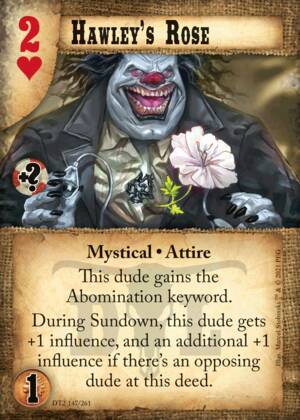 2
HAWLEY'S ROSE
+?
Mystical • Attire
This dude gains the
Abomination keyword.
During Sundown, this dude gets
+1 influence, and an additional +1
influence if there's an opposing
dude at this deed.
1
DT2 147/261